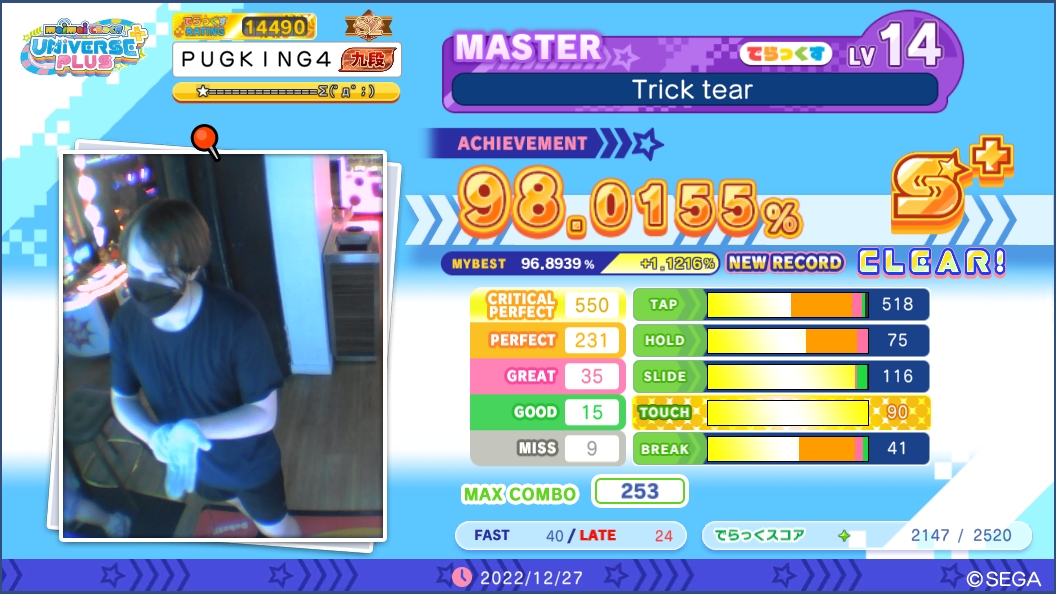 maimai でらっくす
UNiVERSE
PLUS
でらっくす
RATING 14490
PUGKING4 九段
★==============Σ(ﾟдﾟ;)
MASTER でらっくす LV 14
Trick tear
ACHIEVEMENT
98.0155% S+
MYBEST 96.8939% +1.1216% NEW RECORD CLEAR!
CRITICAL PERFECT 550
PERFECT 231
GREAT 35
GOOD 15
MISS 9
TAP 518
HOLD 75
SLIDE 116
TOUCH 90
BREAK 41
MAX COMBO 253
FAST 40 / LATE 24
でらっくスコア ✦ 2147 / 2520
2022/12/27
©SEGA